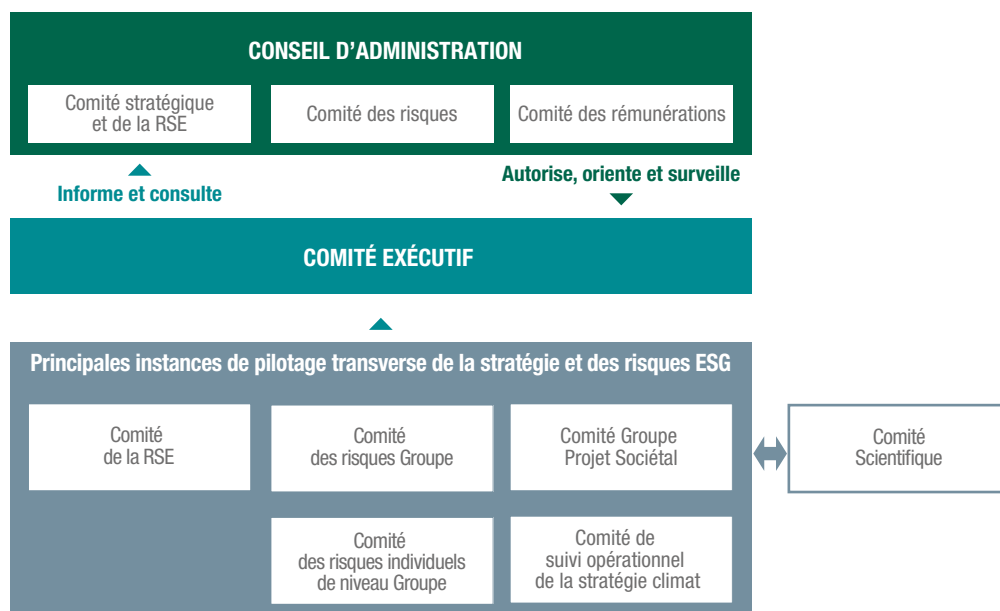 CONSEIL D'ADMINISTRATION
Comité stratégique
et de la RSE
Comité des risques
Comité des rémunérations
Informe et consulte
Autorise, oriente et surveille
COMITÉ EXÉCUTIF
Principales instances de pilotage transverse de la stratégie et des risques ESG
Comité
de la RSE
Comité
des risques Groupe
Comité Groupe
Projet Sociétal
Comité
Scientifique
Comité
des risques individuels
de niveau Groupe
Comité de
suivi opérationnel
de la stratégie climat